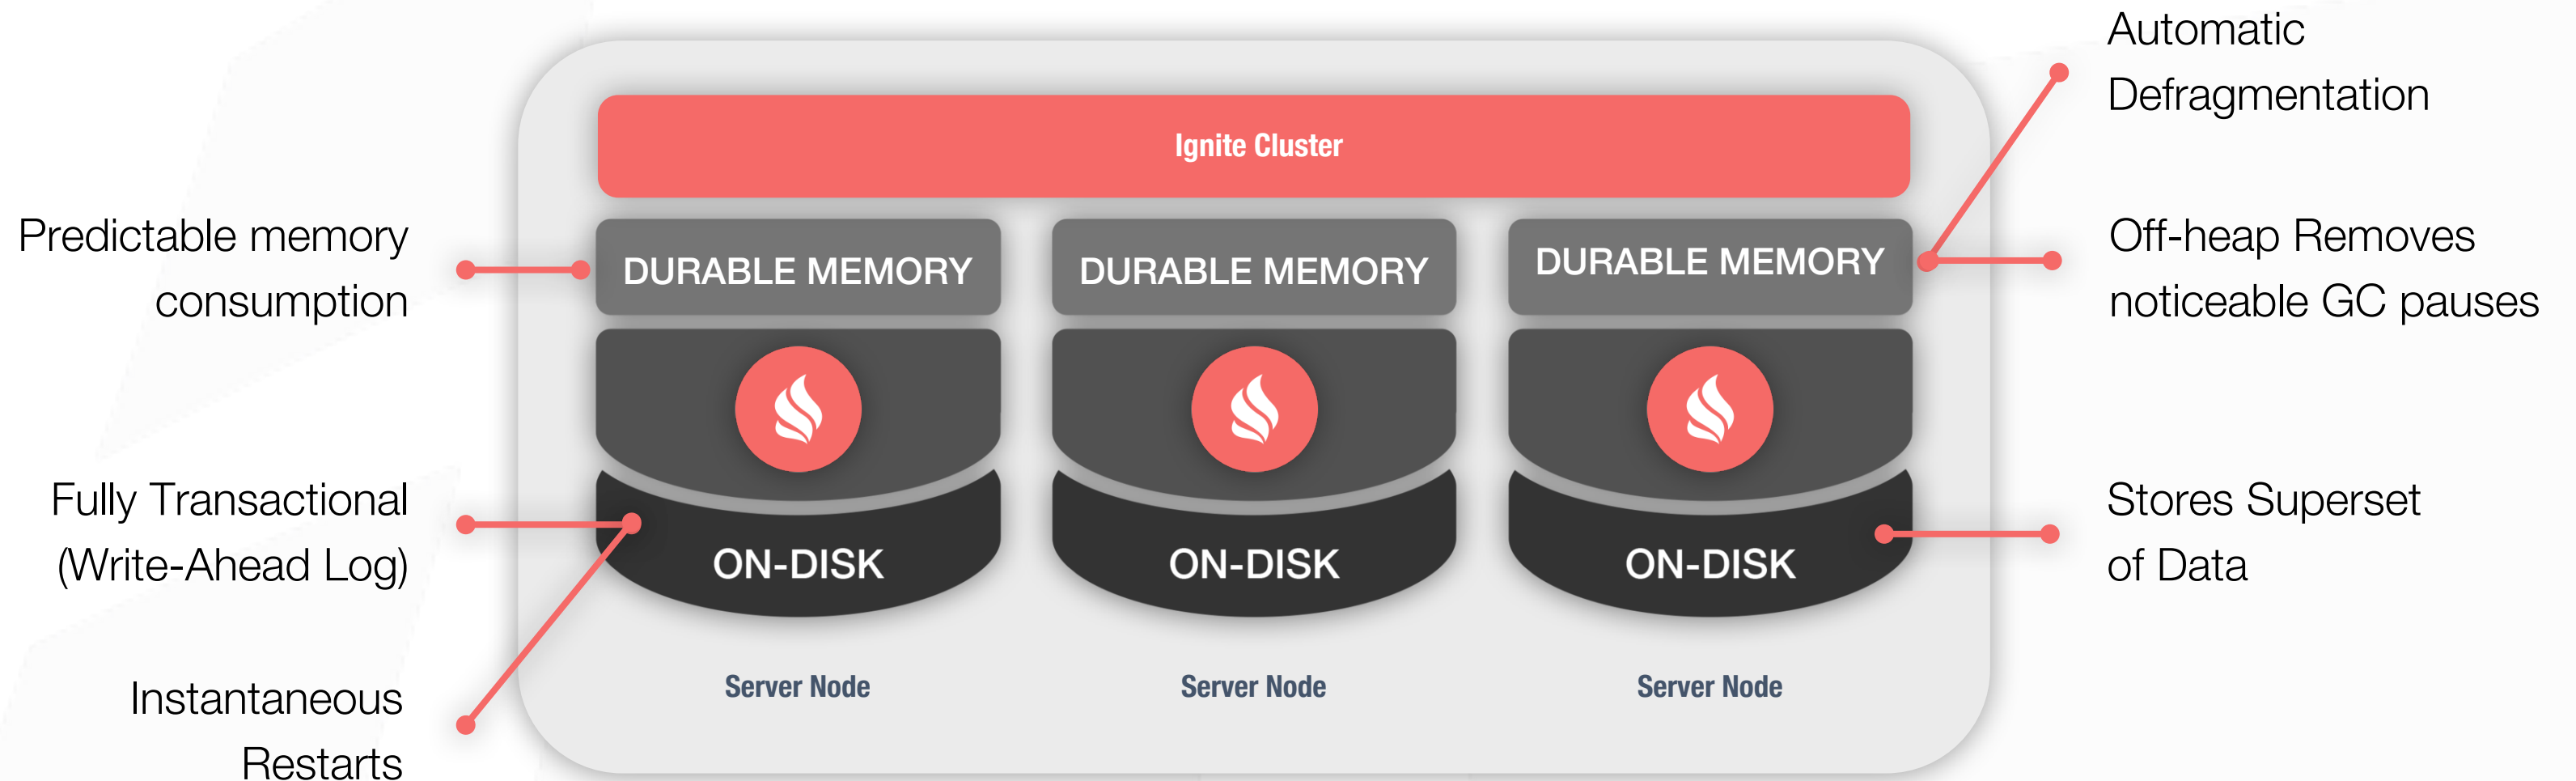 Automatic
Defragmentation
Ignite Cluster
Predictable memory
consumption
DURABLE MEMORY
DURABLE MEMORY
DURABLE MEMORY
Off-heap Removes
noticeable GC pauses
Fully Transactional
(Write-Ahead Log)
ON-DISK
ON-DISK
ON-DISK
Stores Superset
of Data
Instantaneous
Restarts
Server Node
Server Node
Server Node